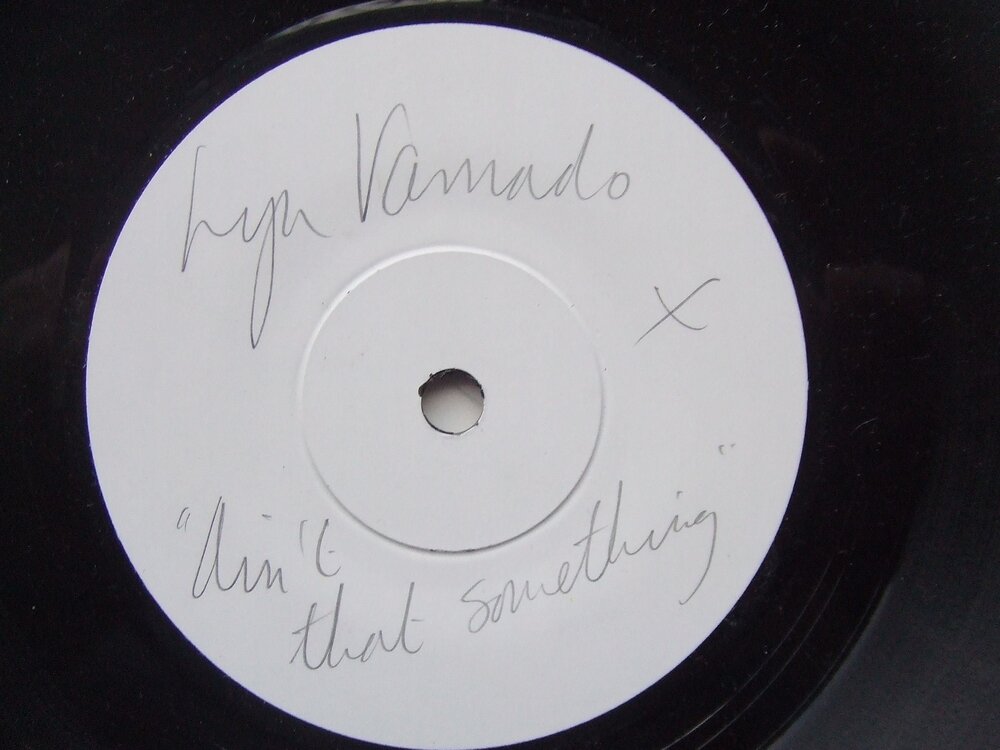 Lyn Varnado
x
"Ain't
that something"